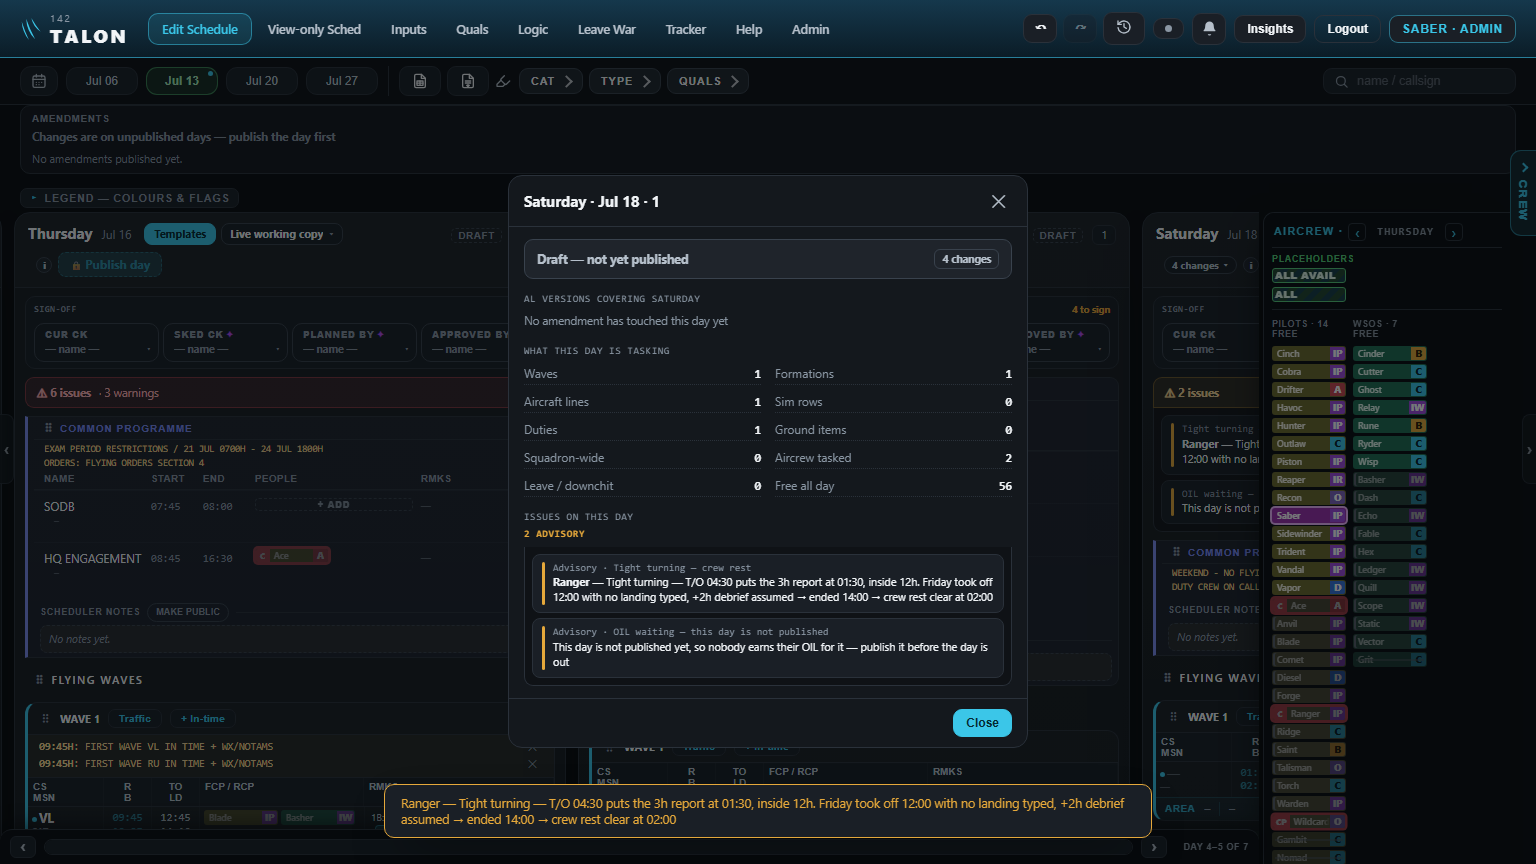 142
TALON
Edit Schedule
View-only Sched
Inputs
Quals
Logic
Leave War
Tracker
Help
Admin
Insights
Logout
SABER · ADMIN
Jul 06
Jul 13
Jul 20
Jul 27
CAT
TYPE
QUALS
name / callsign
AMENDMENTS
Changes are on unpublished days — publish the day first
No amendments published yet.
LEGEND — COLOURS & FLAGS
CREW
Thursday Jul 16 Templates Live working copy DRAFT
Publish day
SIGN-OFF
CUR CK
— name —
SKED CK
— name —
PLANNED BY
— name —
APPROVED BY
— name —
6 issues · 3 warnings
COMMON PROGRAMME
EXAM PERIOD RESTRICTIONS / 21 JUL 0700H - 24 JUL 1800H
ORDERS: FLYING ORDERS SECTION 4
NAME START END PEOPLE RMKS
SODB 07:45 08:00 + ADD —
—
HQ ENGAGEMENT 08:45 16:30 C Ace A —
—
SCHEDULER NOTES MAKE PUBLIC
No notes yet.
FLYING WAVES
WAVE 1 Traffic + In-time
09:45H: FIRST WAVE VL IN TIME + WX/NOTAMS
09:45H: FIRST WAVE RU IN TIME + WX/NOTAMS
CS R TO FCP / RCP RMKS
MSN B LD
VL 09:45 12:45 Blade IP Basher IW
Saturday · Jul 18 · 1
Draft — not yet published
4 changes
AL VERSIONS COVERING SATURDAY
No amendment has touched this day yet
WHAT THIS DAY IS TASKING
Waves 1 Formations 1
Aircraft lines 1 Sim rows 0
Duties 1 Ground items 0
Squadron-wide 0 Aircrew tasked 2
Leave / downchit 0 Free all day 56
ISSUES ON THIS DAY
2 ADVISORY
Advisory · Tight turning — crew rest
Ranger — Tight turning — T/O 04:30 puts the 3h report at 01:30, inside 12h. Friday took off
12:00 with no landing typed, +2h debrief assumed → ended 14:00 → crew rest clear at 02:00
Advisory · OIL waiting — this day is not published
This day is not published yet, so nobody earns their OIL for it — publish it before the day is
out
Close
DRAFT 1
4 to sign
WAVE 1
CS R TO FCP / RCP RMKS
MSN B LD
Ranger — Tight turning — T/O 04:30 puts the 3h report at 01:30, inside 12h. Friday took off 12:00 with no landing typed, +2h debrief
assumed → ended 14:00 → crew rest clear at 02:00
Saturday Jul 18
4 changes
SIGN-OFF
CUR CK
— name —
2 issues
Tight turning
12:00 with no
OIL waiting —
This day is not
WEEKEND - NO
DUTY CREW ON
No notes yet.
WAVE 1
CS
MSN
AREA — —
AIRCREW · THURSDAY
PLACEHOLDERS
ALL AVAIL
ALL
PILOTS · 14
FREE
WSOS · 7
FREE
Cinch IP
Cobra IP
Drifter A
Havoc IP
Hunter IP
Outlaw C
Piston IP
Reaper IR
Recon O
Saber IP
Sidewinder IP
Trident IP
Vandal IP
Vapor D
C Ace A
Anvil IP
Blade IP
Comet IP
Diesel D
Forge IP
C Ranger IP
Ridge C
Saint B
Talisman O
Torch C
Warden IP
CP Wildcard O
Gambit C
Nomad C
Cinder B
Cutter C
Ghost C
Relay IW
Rune B
Ryder C
Wisp C
Basher IW
Dash C
Echo IW
Fable C
Hex C
Ledger IW
Quill IW
Scope IW
Static IW
Vector C
Grit C
DAY 4–5 OF 7